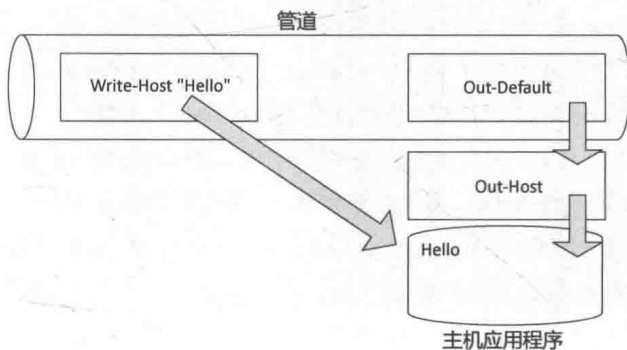 管道
Write-Host "Hello"
Out-Default
Out-Host
Hello
主机应用程序